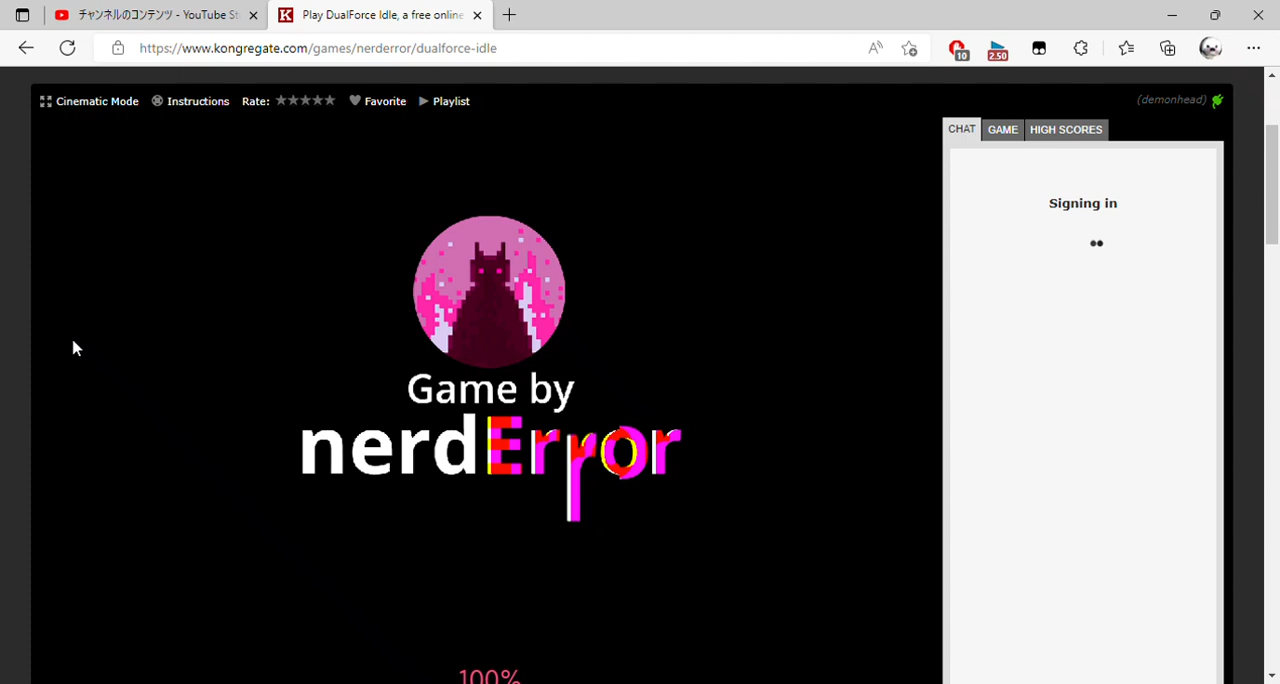 チャンネルのコンテンツ - YouTube St
Play DualForce Idle, a free online
https://www.kongregate.com/games/nerderror/dualforce-idle
10
2.50
Cinematic Mode Instructions Rate: Favorite Playlist
(demonhead)
CHAT GAME HIGH SCORES
Signing in
Game by
nerdError
100%